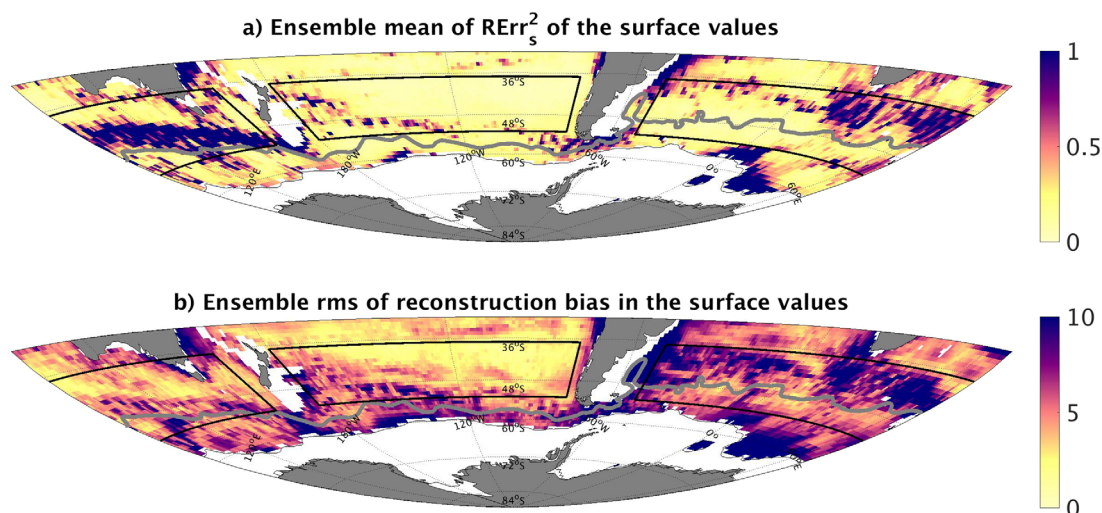 a) Ensemble mean of RErr²ₛ of the surface values
1
0.5
0
36°S
48°S
60°S
72°S
84°S
120°E
180°W
120°W
60°W
0°
60°E
b) Ensemble rms of reconstruction bias in the surface values
10
5
0
36°S
48°S
60°S
72°S
84°S
120°E
180°W
120°W
60°W
0°
60°E